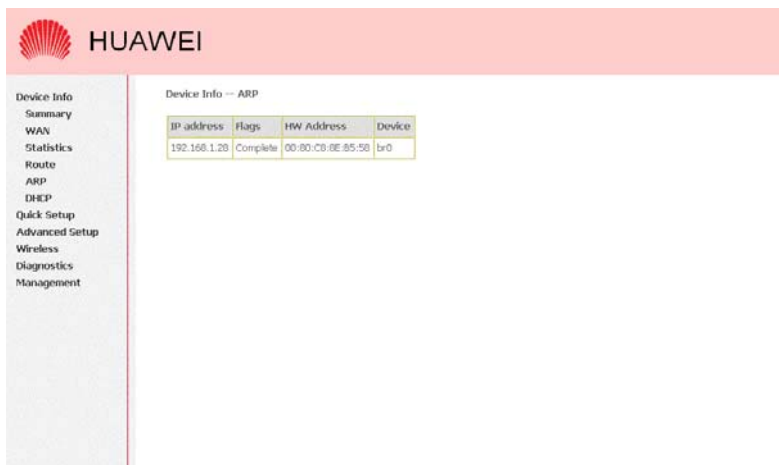 HUAWEI
Device Info
Summary
WAN
Statistics
Route
ARP
DHCP
Quick Setup
Advanced Setup
Wireless
Diagnostics
Management
Device Info -- ARP
IP address Flags HW Address Device
192.168.1.28 Complete 00:80:C8:8E:85:58 br0